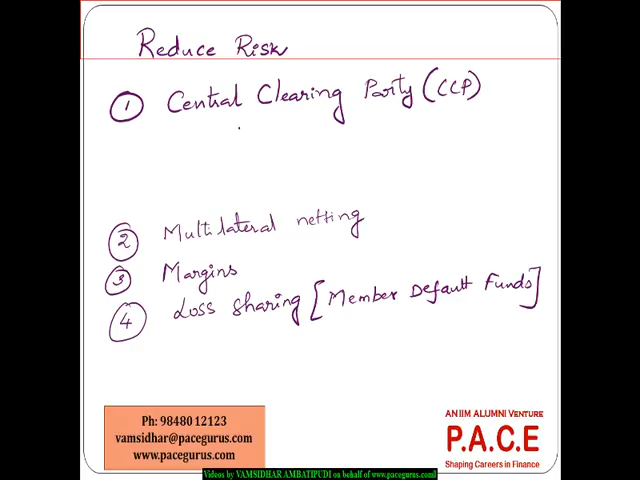 Reduce Risk
1 Central Clearing Party (CCP)
2 Multilateral netting
3 Margins
4 Loss sharing [Member Default Funds]
Ph: 98480 12123
vamsidhar@pacegurus.com
www.pacegurus.com
AN IIM ALUMNI VENTURE
P.A.C.E
Shaping Careers in Finance
Videos by VAMSIDHAR AMBATIPUDI on behalf of www.pacegurus.com